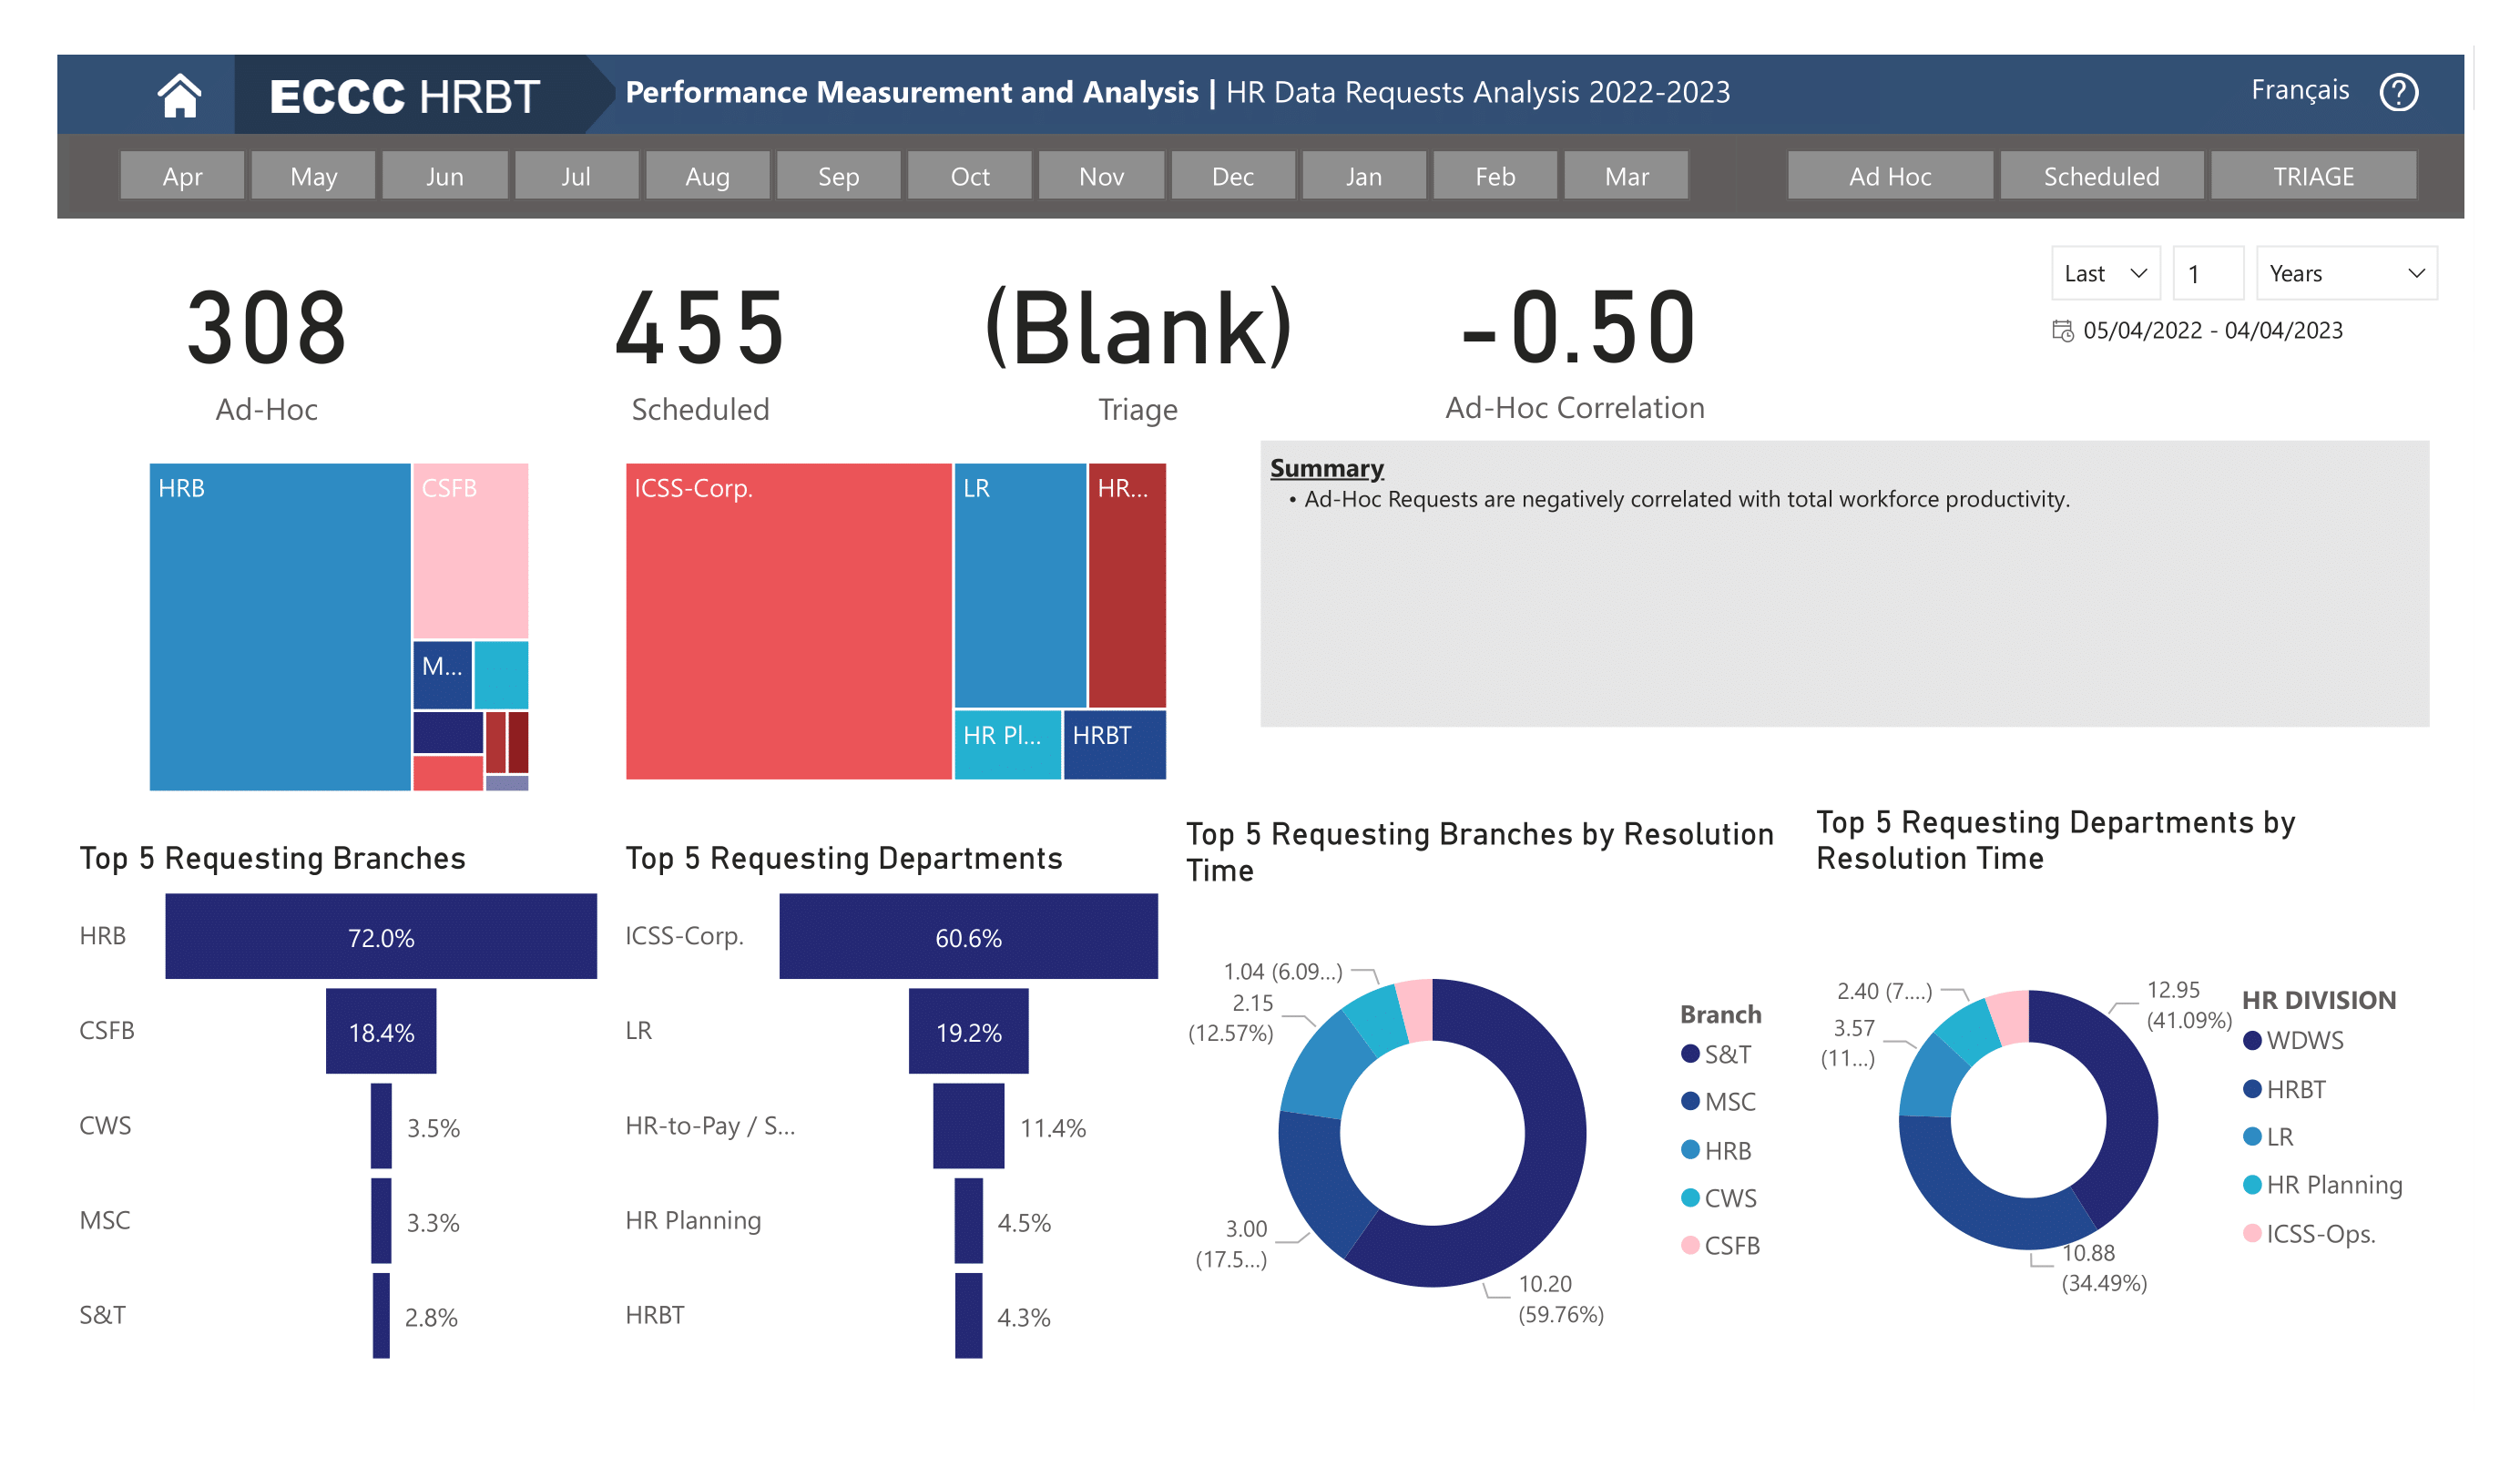 ECCC HRBT
Performance Measurement and Analysis | HR Data Requests Analysis 2022-2023
Français
?
Apr
May
Jun
Jul
Aug
Sep
Oct
Nov
Dec
Jan
Feb
Mar
Ad Hoc
Scheduled
TRIAGE
Last
1
Years
05/04/2022 - 04/04/2023
308
Ad-Hoc
455
Scheduled
(Blank)
Triage
-0.50
Ad-Hoc Correlation
HRB
CSFB
M...
ICSS-Corp.
LR
HR...
HR Pl...
HRBT
Summary
• Ad-Hoc Requests are negatively correlated with total workforce productivity.
Top 5 Requesting Branches
HRB
72.0%
CSFB
18.4%
CWS
3.5%
MSC
3.3%
S&T
2.8%
Top 5 Requesting Departments
ICSS-Corp.
60.6%
LR
19.2%
HR-to-Pay / S...
11.4%
HR Planning
4.5%
HRBT
4.3%
Top 5 Requesting Branches by Resolution
Time
1.04 (6.09...)
2.15
(12.57%)
3.00
(17.5...)
10.20
(59.76%)
Branch
S&T
MSC
HRB
CWS
CSFB
Top 5 Requesting Departments by
Resolution Time
2.40 (7....)
3.57
(11...)
12.95
(41.09%)
10.88
(34.49%)
HR DIVISION
WDWS
HRBT
LR
HR Planning
ICSS-Ops.